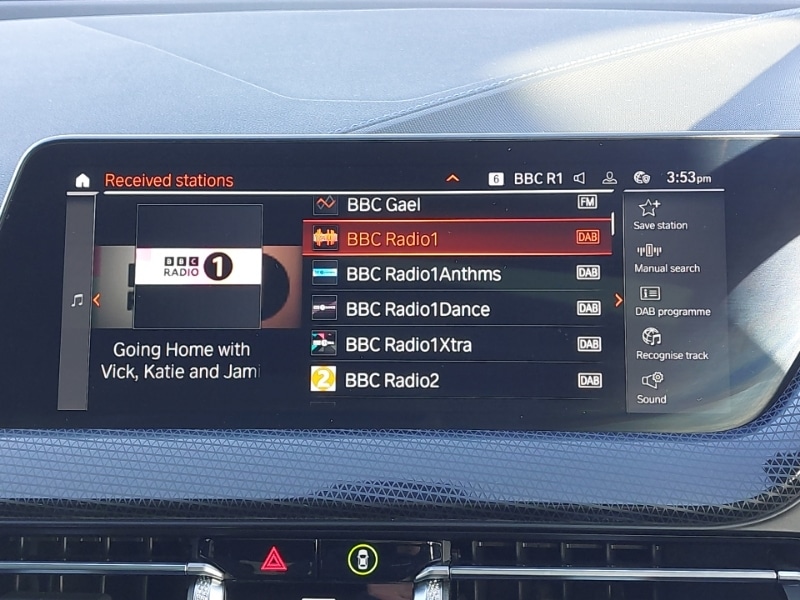 Received stations
6 BBC R1
3:53pm
BBC Gael FM
BBC Radio1 DAB
BBC Radio1Anthms DAB
BBC Radio1Dance DAB
BBC Radio1Xtra DAB
2 BBC Radio2 DAB
BBC
RADIO 1
Going Home with
Vick, Katie and Jami
Save station
Manual search
DAB programme
Recognise track
Sound